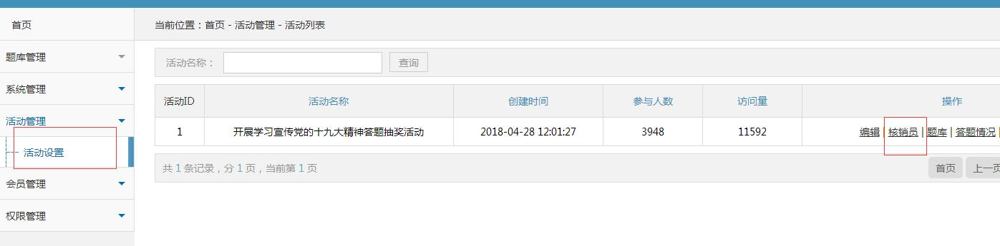 首页
当前位置：首页 - 活动管理 - 活动列表
题库管理
活动名称： 查询
系统管理
活动ID 活动名称 创建时间 参与人数 访问量 操作
活动管理
1 开展学习宣传党的十九大精神答题抽奖活动 2018-04-28 12:01:27 3948 11592 编辑 | 核销员 | 题库 | 答题情况
活动设置
共 1 条记录，分 1 页，当前第 1 页 首页 上一页
会员管理
权限管理